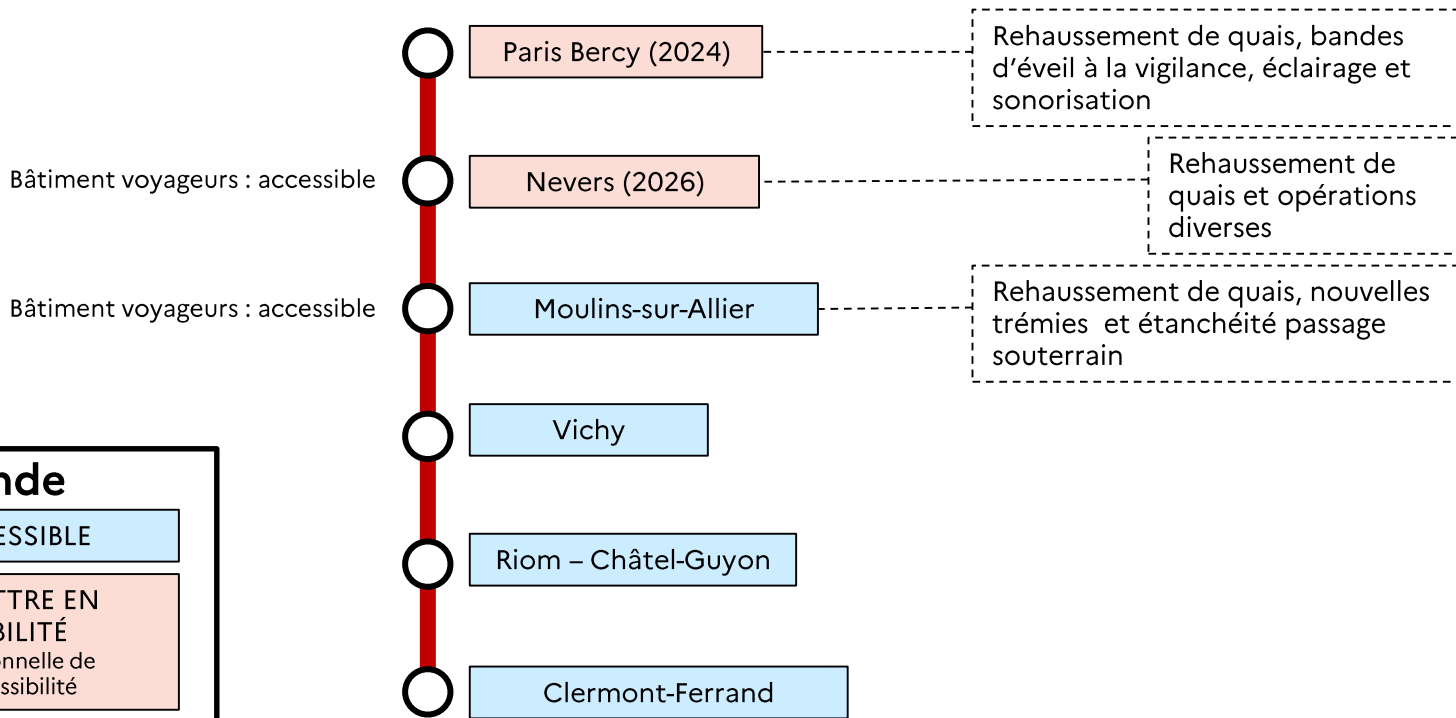 Paris Bercy (2024)
Rehaussement de quais, bandes
d’éveil à la vigilance, éclairage et
sonorisation
Bâtiment voyageurs : accessible
Nevers (2026)
Rehaussement de
quais et opérations
diverses
Bâtiment voyageurs : accessible
Moulins-sur-Allier
Rehaussement de quais, nouvelles
trémies  et étanchéité passage
souterrain
Vichy
Riom – Châtel-Guyon
Clermont-Ferrand
nde
ESSIBLE
TTRE EN
BILITÉ
onnelle de
ssibilité